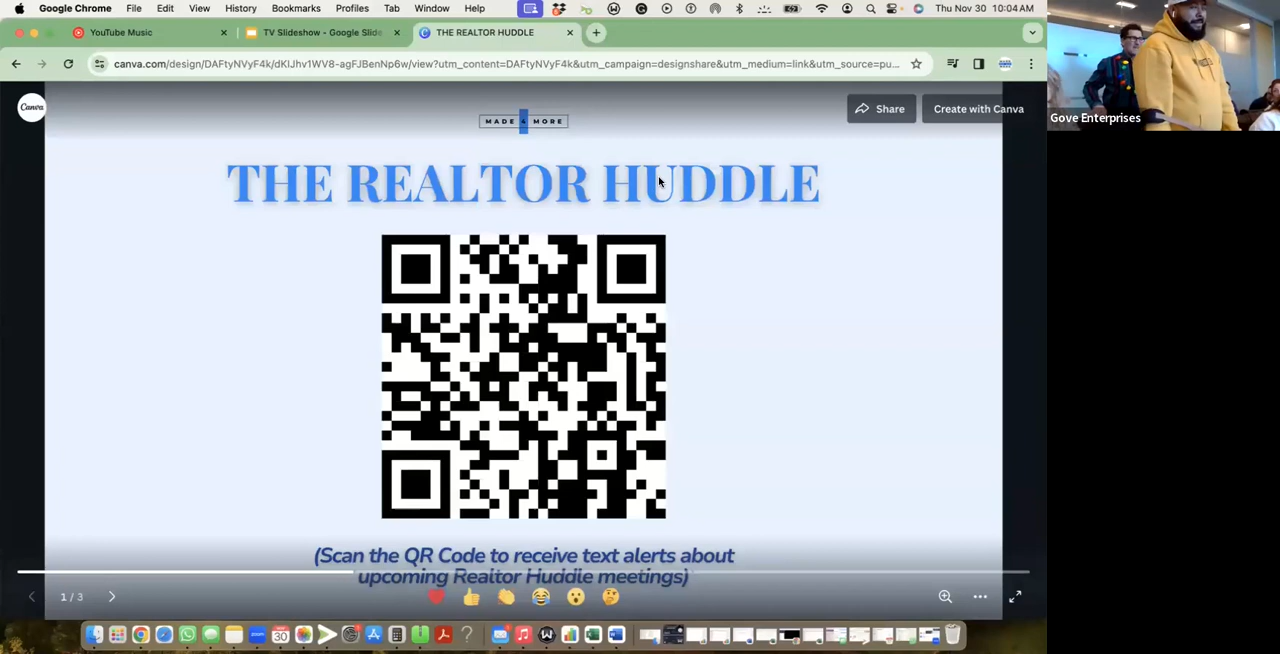 Google Chrome File Edit View History Bookmarks Profiles Tab Window Help Thu Nov 30 10:04 AM
YouTube Music TV Slideshow - Google Slide THE REALTOR HUDDLE
canva.com/design/DAFtyNVyF4k/dKlJhv1WV8-agFJBenNp6w/view?utm_content=DAFtyNVyF4k&utm_campaign=designshare&utm_medium=link&utm_source=pu...
Canva
Share Create with Canva
Gove Enterprises
MADE 4 MORE
THE REALTOR HUDDLE
(Scan the QR Code to receive text alerts about
upcoming Realtor Huddle meetings)
1 / 3